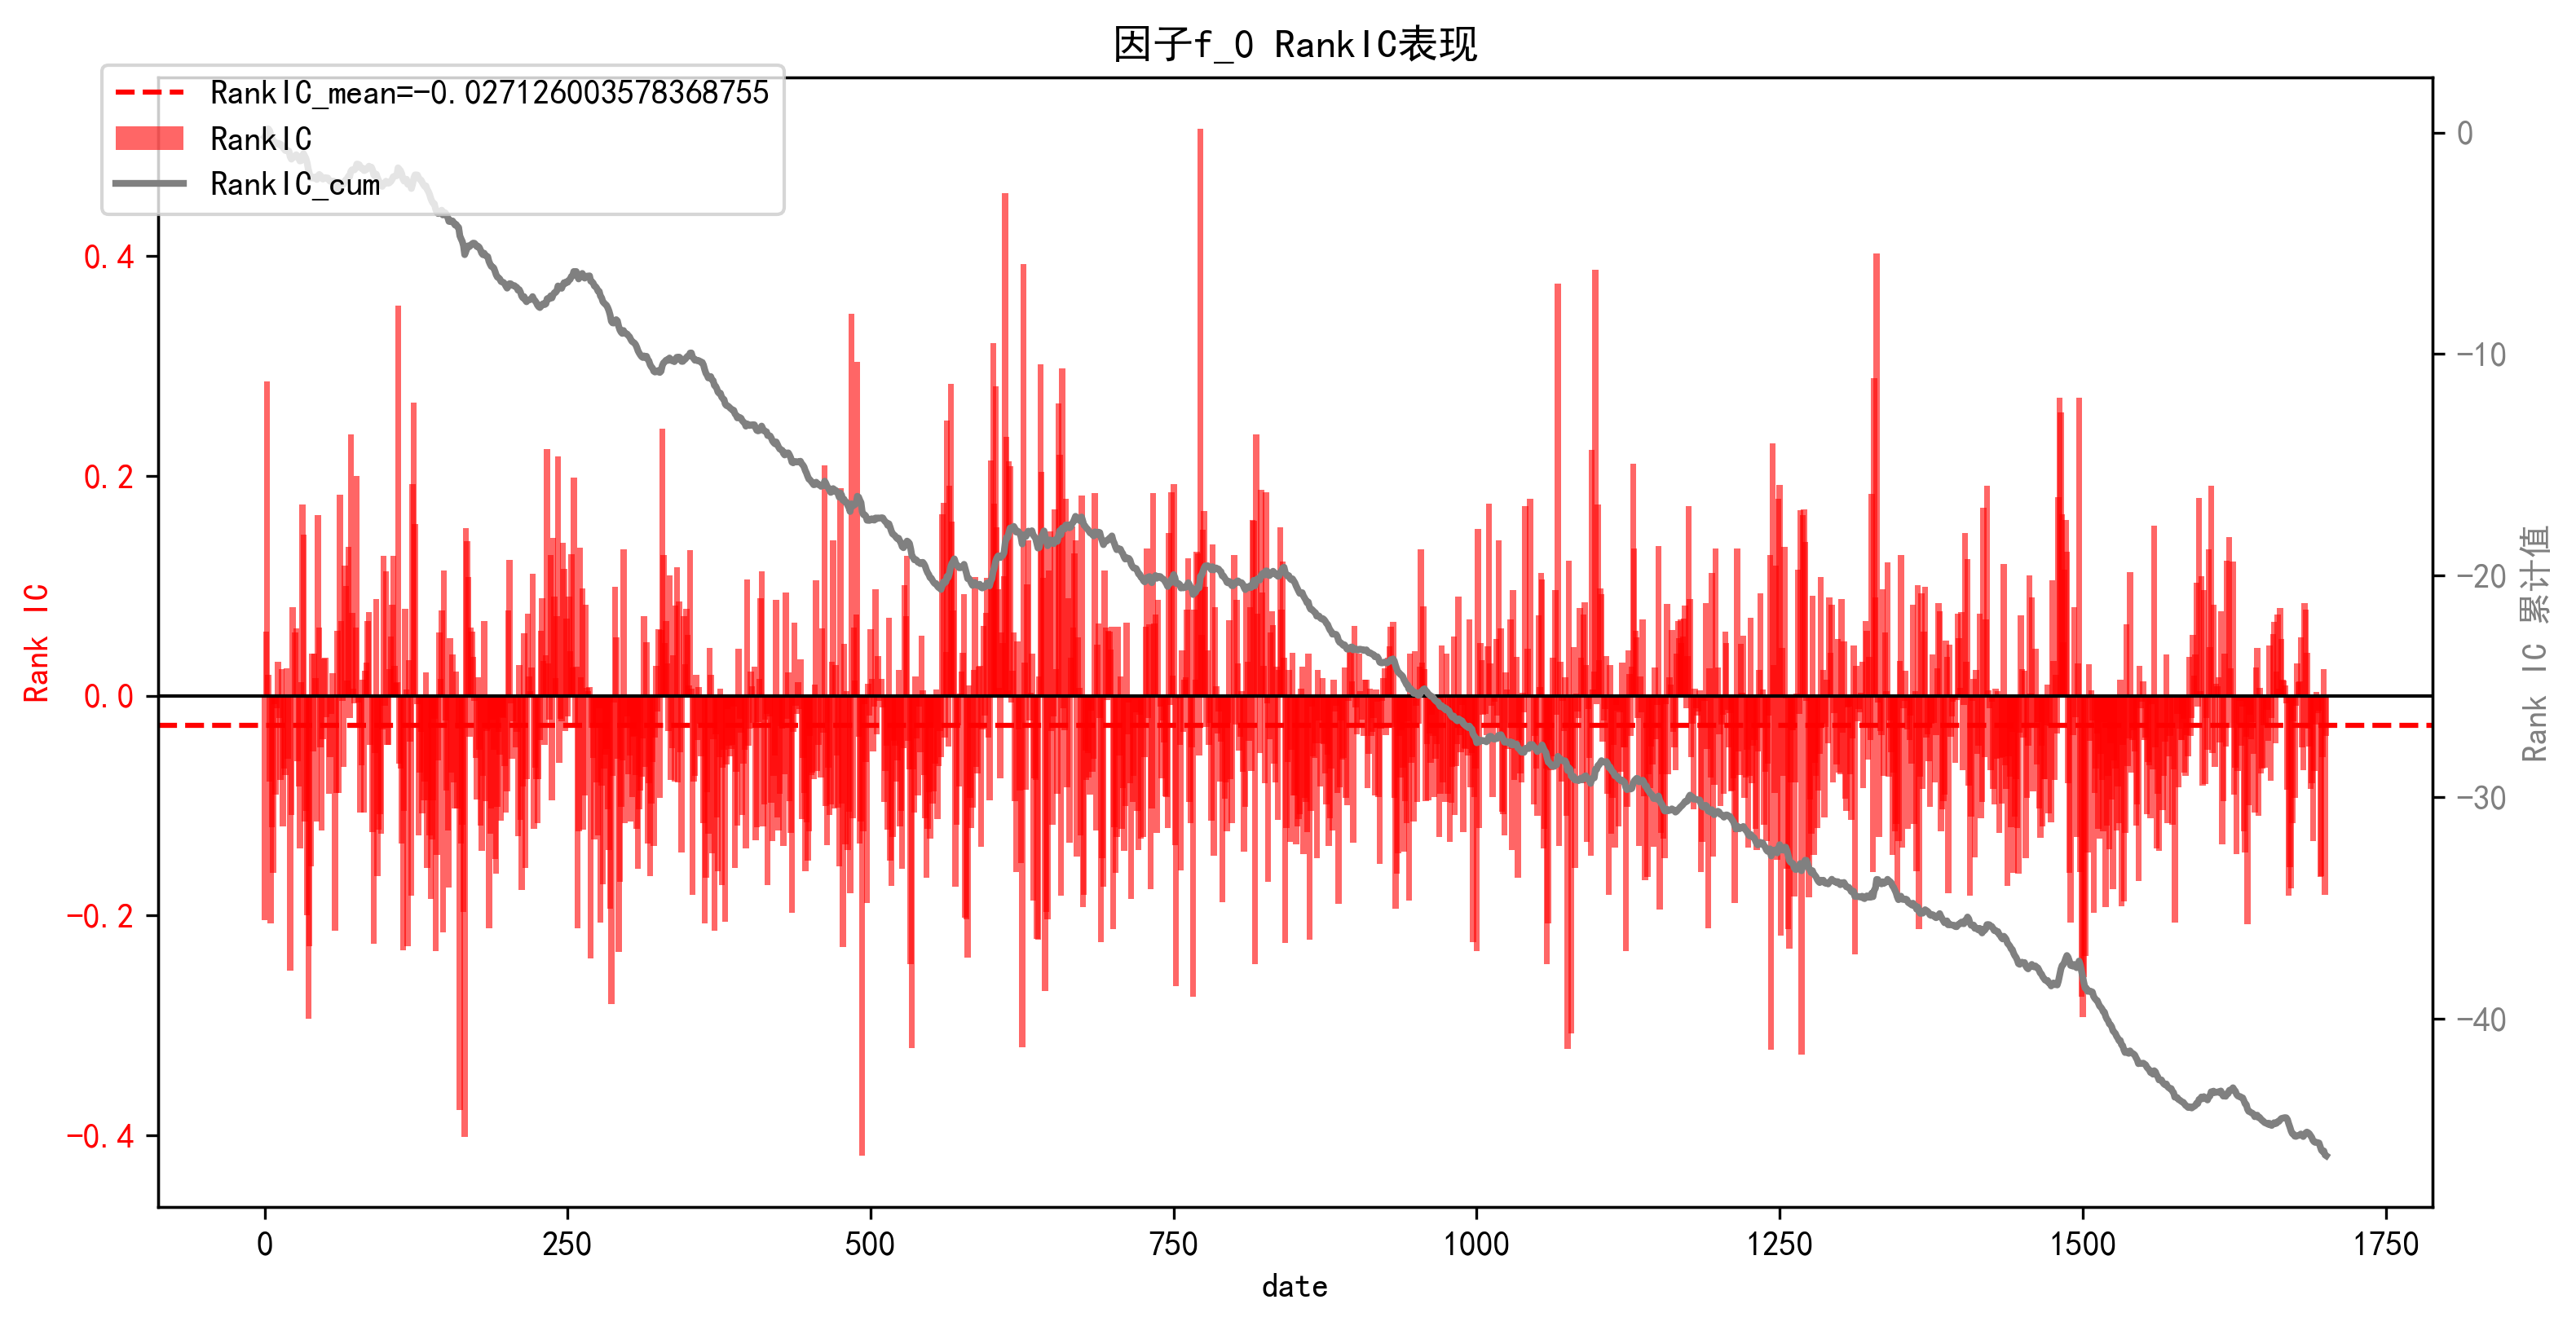 因子f_0 RankIC表现
RankIC_mean=-0.027126003578368755
RankIC
RankIC_cum
0.4
0.2
0.0
-0.2
-0.4
Rank IC
0
-10
-20
-30
-40
Rank IC 累计值
0 250 500 750 1000 1250 1500 1750
date